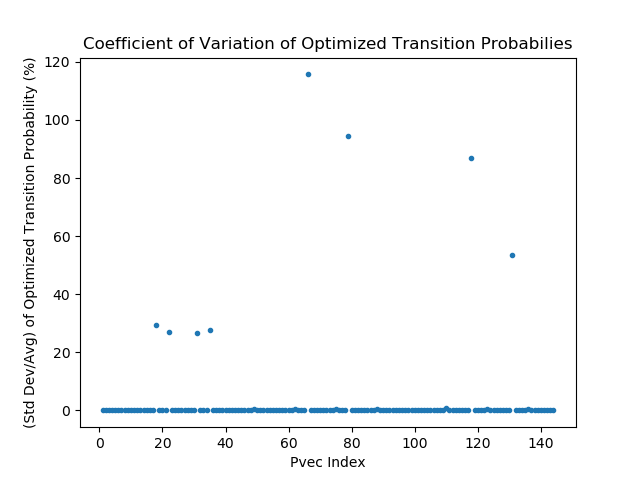 Coefficient of Variation of Optimized Transition Probabilies
(Std Dev/Avg) of Optimized Transition Probability (%)
120
100
80
60
40
20
0
0 20 40 60 80 100 120 140
Pvec Index